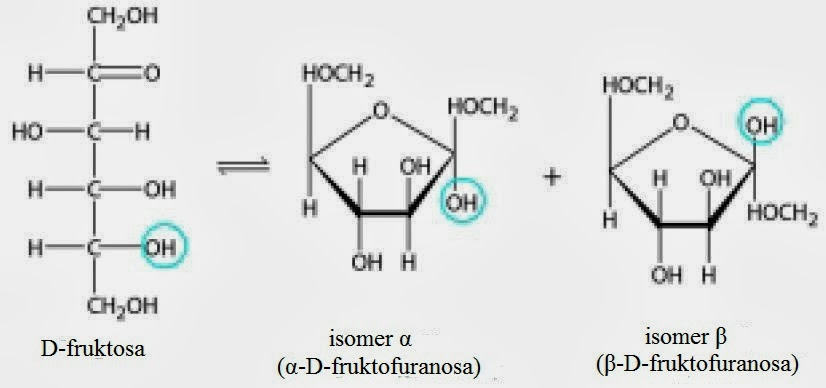 CH₂OH
H C O
HO C H
H C OH
H C OH
CH₂OH
D-fruktosa
HOCH₂
O
HOCH₂
H OH
H OH
OH H
isomer α
(α-D-fruktofuranosa)
+
HOCH₂
O OH
H OH
H HOCH₂
OH H
isomer β
(β-D-fruktofuranosa)